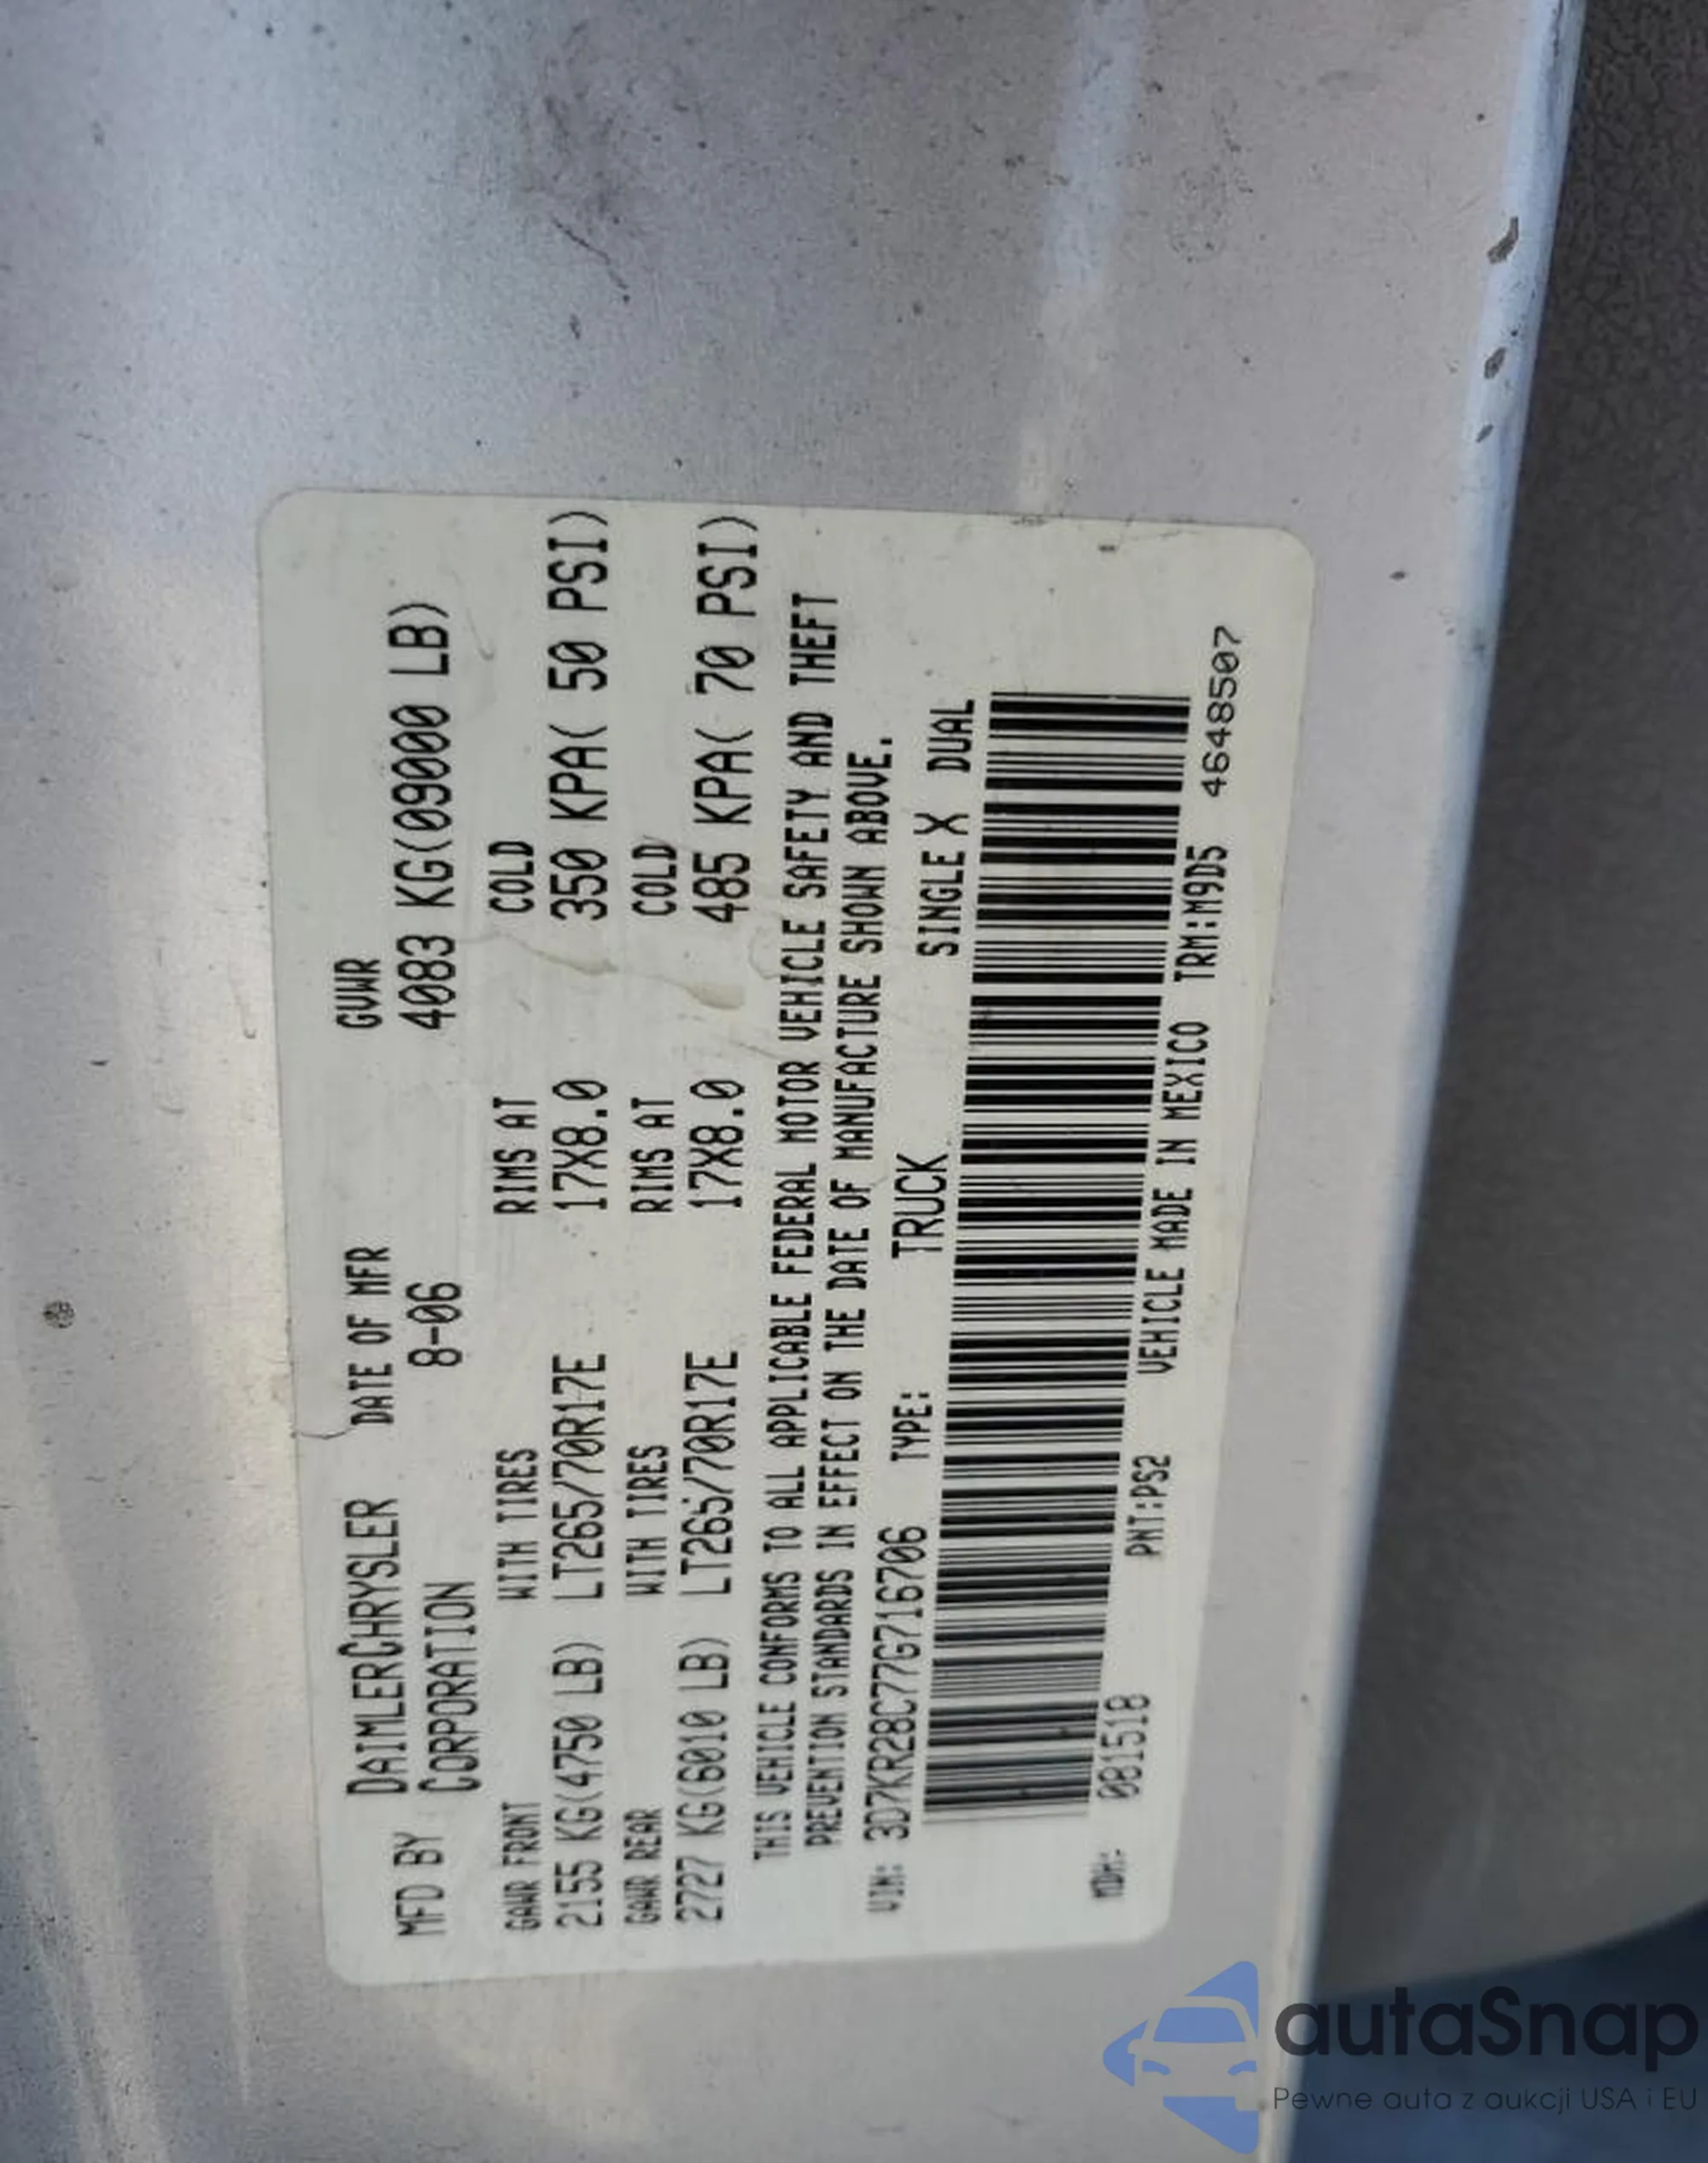 MFD BY DAIMLERCHRYSLER CORPORATION DATE OF MFR 8-06 GVWR 4083 KG(09000 LB)
GAWR FRONT WITH TIRES RIMS AT COLD
2155 KG(4750 LB) LT265/70R17E 17X8.0 350 KPA( 50 PSI)
GAWR REAR WITH TIRES RIMS AT COLD
2727 KG(6010 LB) LT265/70R17E 17X8.0 485 KPA( 70 PSI)
THIS VEHICLE CONFORMS TO ALL APPLICABLE FEDERAL MOTOR VEHICLE SAFETY AND THEFT
PREVENTION STANDARDS IN EFFECT ON THE DATE OF MANUFACTURE SHOWN ABOVE.
VIN: 3D7KR28C77G716706 TYPE: TRUCK SINGLE X DUAL
MDH: 081518 PNT:PS2 VEHICLE MADE IN MEXICO TRM:M9D5 4648507
autaSnap
Pewne auta z aukcji USA i EU